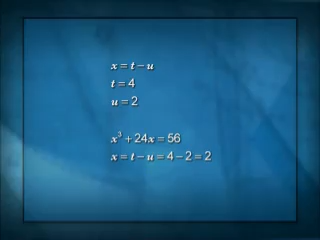 x = t − u
t = 4
u = 2
x³ + 24x = 56
x = t − u = 4 − 2 = 2